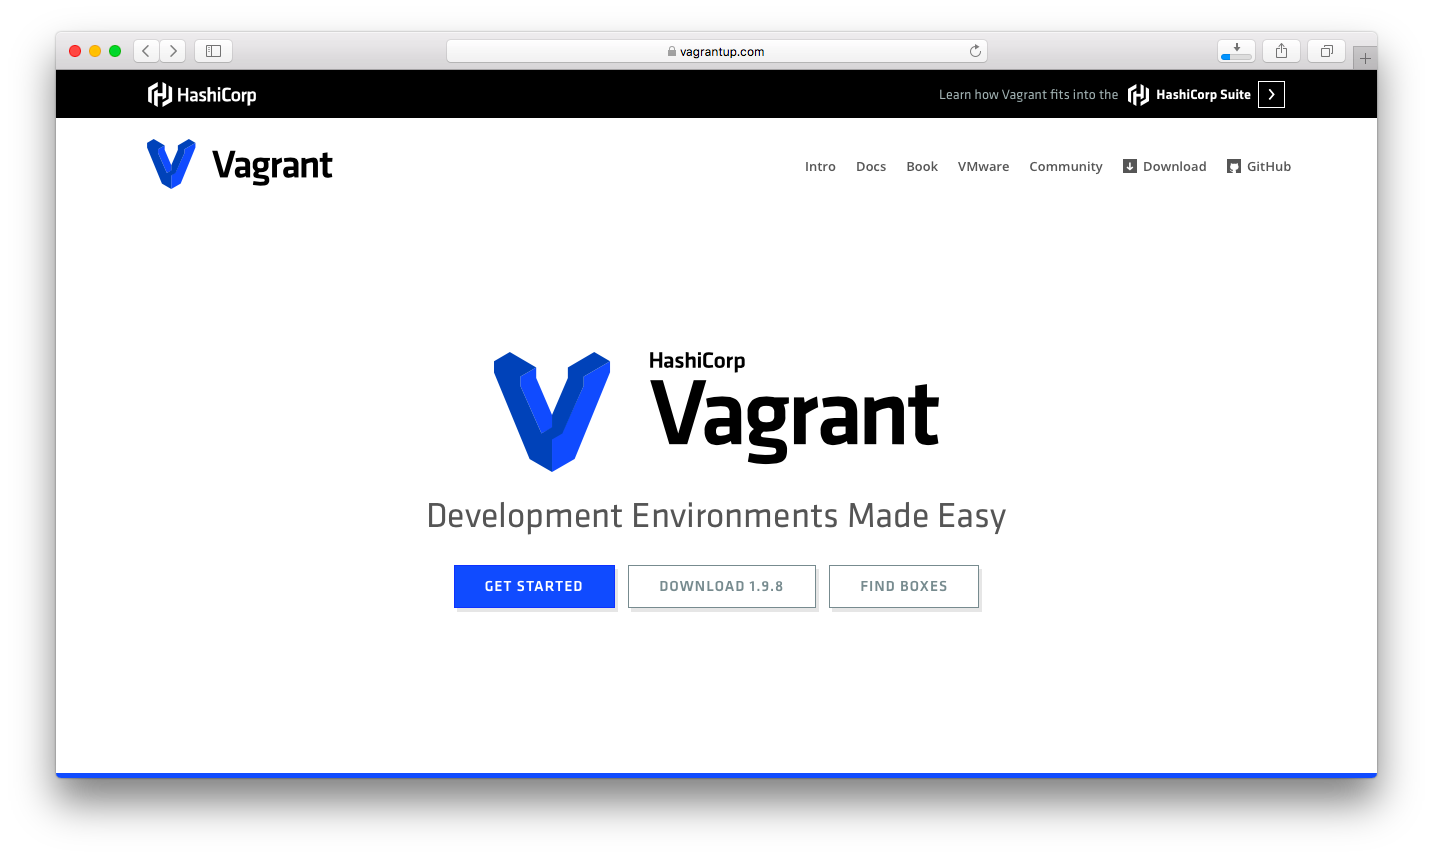 vagrantup.com
HashiCorp
Learn how Vagrant fits into the HashiCorp Suite
Vagrant
Intro Docs Book VMware Community Download GitHub
HashiCorp
Vagrant
Development Environments Made Easy
GET STARTED DOWNLOAD 1.9.8 FIND BOXES